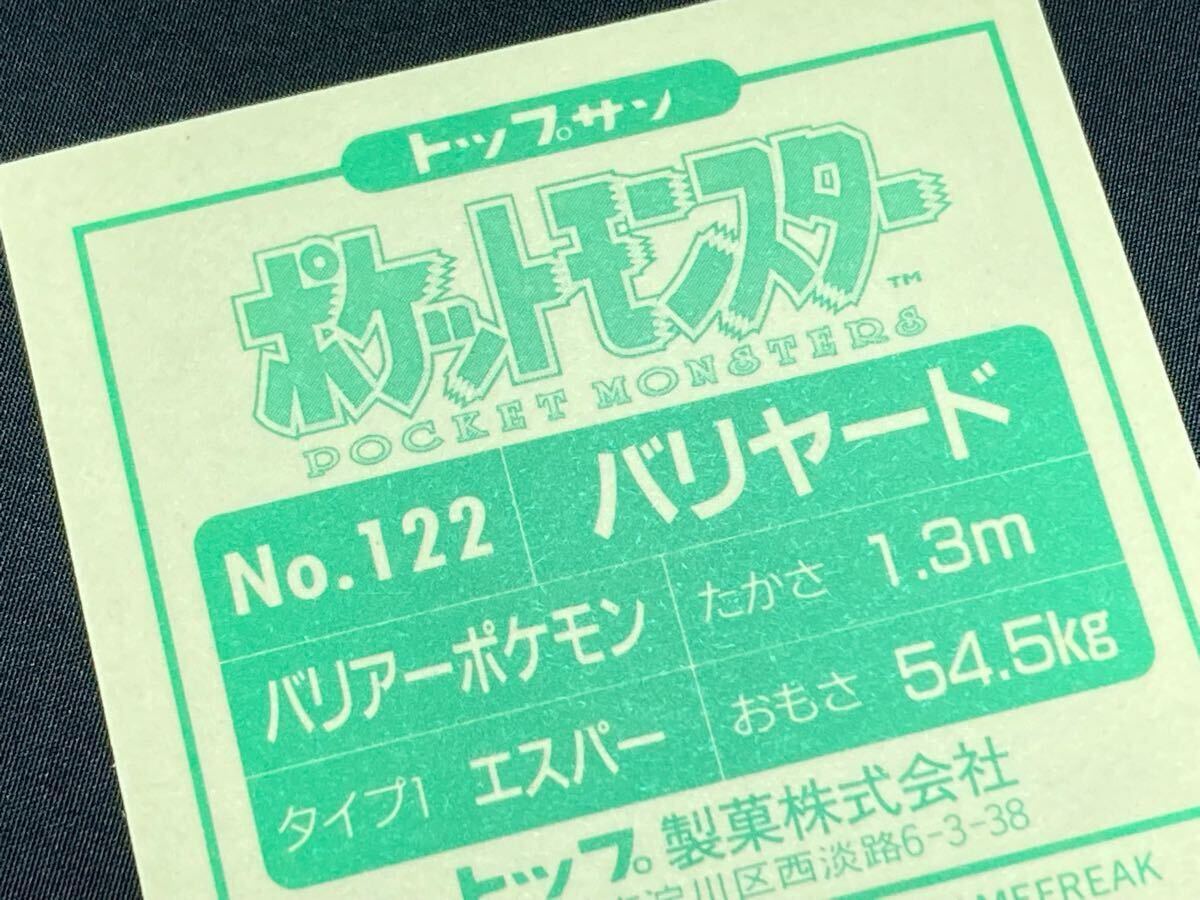 トップサン
ポケットモンスター
TM
POCKET MONSTERS
No.122 バリヤード
バリアーポケモン たかさ 1.3m
タイプ1 エスパー おもさ 54.5kg
トップ製菓株式会社
淀川区西淡路6-3-38
MEFREAK